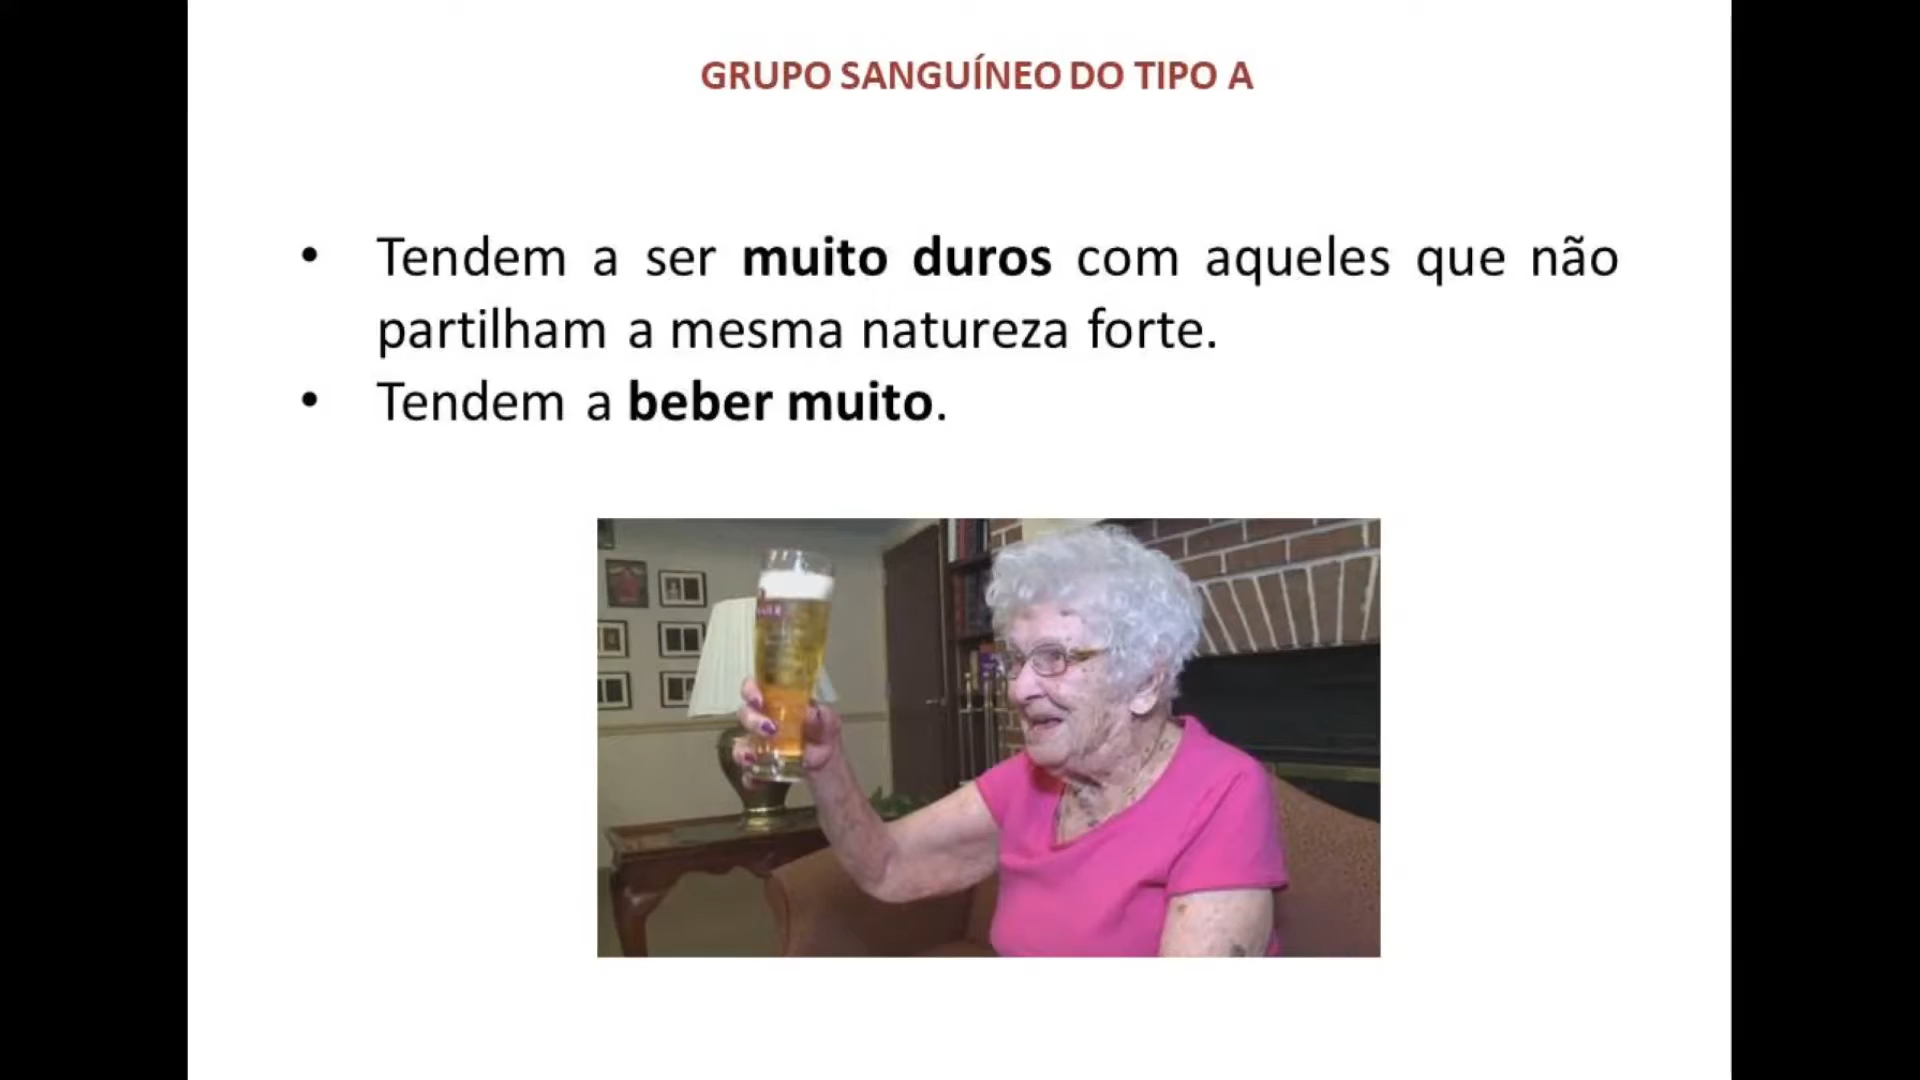 GRUPO SANGUÍNEO DO TIPO A
• Tendem a ser muito duros com aqueles que não
partilham a mesma natureza forte.
• Tendem a beber muito.